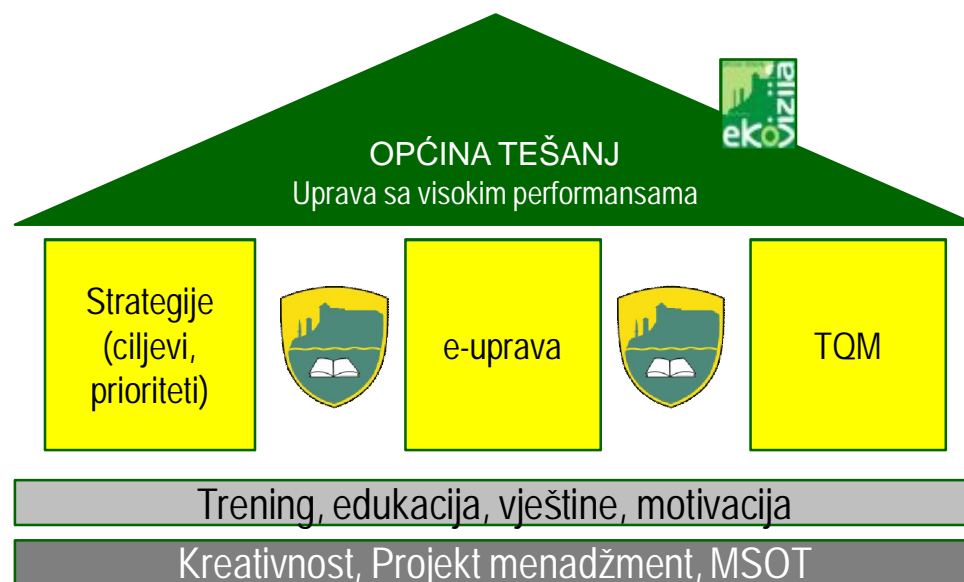 ekovizija
OPĆINA TEŠANJ
Uprava sa visokim performansama
Strategije
(ciljevi,
prioriteti)
e-uprava
TQM
Trening, edukacija, vještine, motivacija
Kreativnost, Projekt menadžment, MSOT